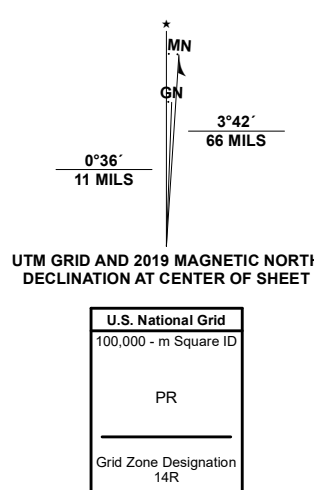 ★
MN
GN
3°42´
66 MILS
0°36´
11 MILS
UTM GRID AND 2019 MAGNETIC NORTH
DECLINATION AT CENTER OF SHEET
U.S. National Grid
100,000 - m Square ID
PR
Grid Zone Designation
14R